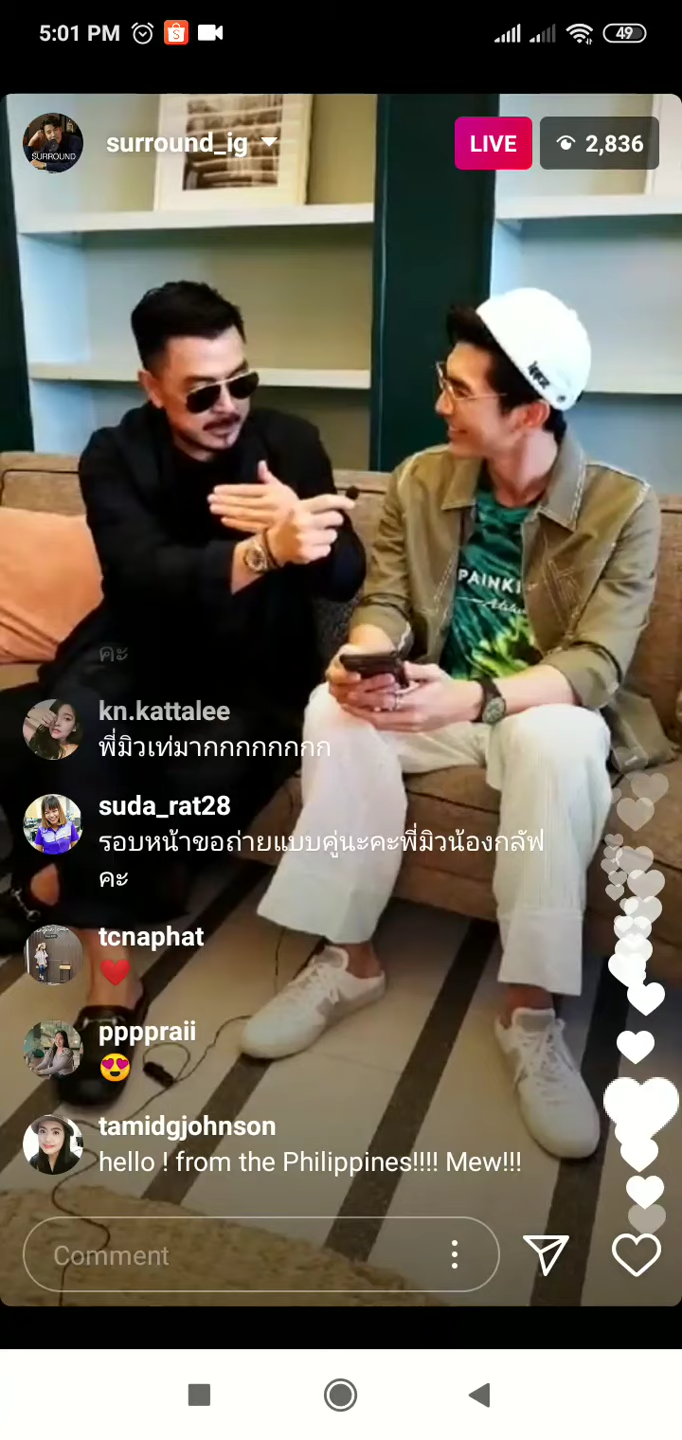 5:01 PM
49
SURROUND
surround_ig
LIVE
2,836
PAINKI
คะ
kn.kattalee
พี่มิวเท่มากกกกกกกก
suda_rat28
รอบหน้าขอถ่ายแบบคู่นะคะพี่มิวน้องกลัฟ
คะ
tcnaphat
ppppraii
tamidgjohnson
hello ! from the Philippines!!!! Mew!!!
Comment